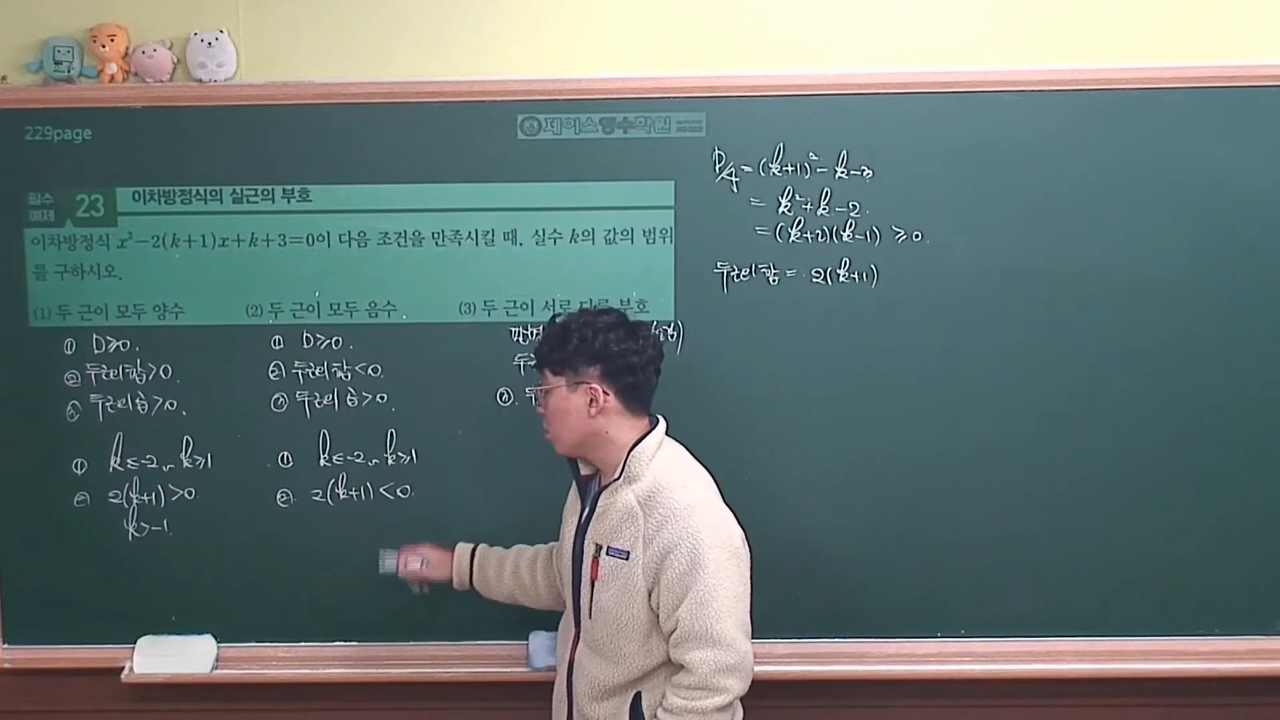 229page
제이스영수학원
필수 예제 23 이차방정식의 실근의 부호
이차방정식 x²−2(k+1)x+k+3=0이 다음 조건을 만족시킬 때, 실수 k의 값의 범위
를 구하시오.
(1) 두 근이 모두 양수 (2) 두 근이 모두 음수 (3) 두 근이 서로 다른 부호
① D≥0.
② 두근의 합>0.
③ 두근의 곱>0.
① k≤-2, k≥1
② 2(k+1)>0.
k>-1.
① D≥0.
② 두근의 합<0.
③ 두근의 곱>0.
① k≤-2, k≥1
② 2(k+1)<0.
D/4=(k+1)²-k-3
= k²+k-2.
=(k+2)(k-1) ≥0.
두근의 합 = 2(k+1)